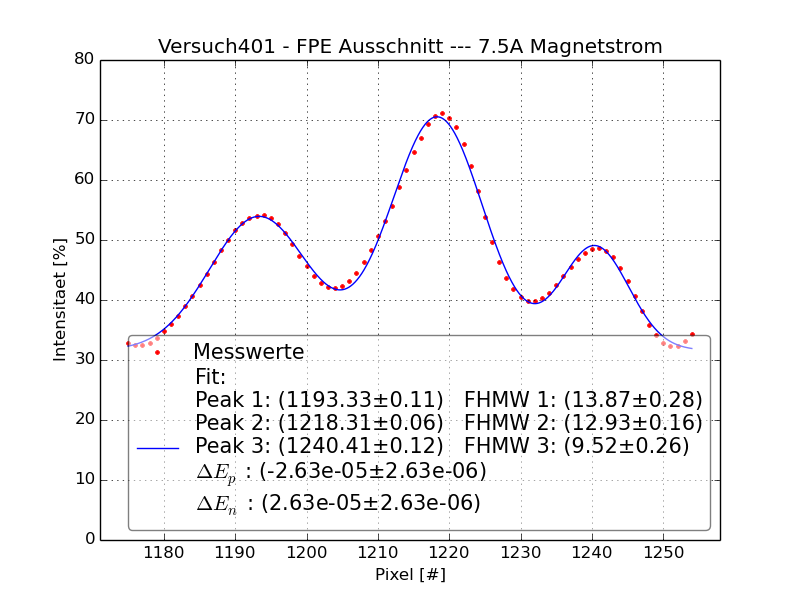 Versuch401 - FPE Ausschnitt --- 7.5A Magnetstrom
80
70
60
50
40
30
20
10
0
Intensitaet [%]
Messwerte
Fit:
Peak 1: (1193.33±0.11) FHMW 1: (13.87±0.28)
Peak 2: (1218.31±0.06) FHMW 2: (12.93±0.16)
Peak 3: (1240.41±0.12) FHMW 3: (9.52±0.26)
ΔE_p : (-2.63e-05±2.63e-06)
ΔE_n : (2.63e-05±2.63e-06)
1180 1190 1200 1210 1220 1230 1240 1250
Pixel [#]